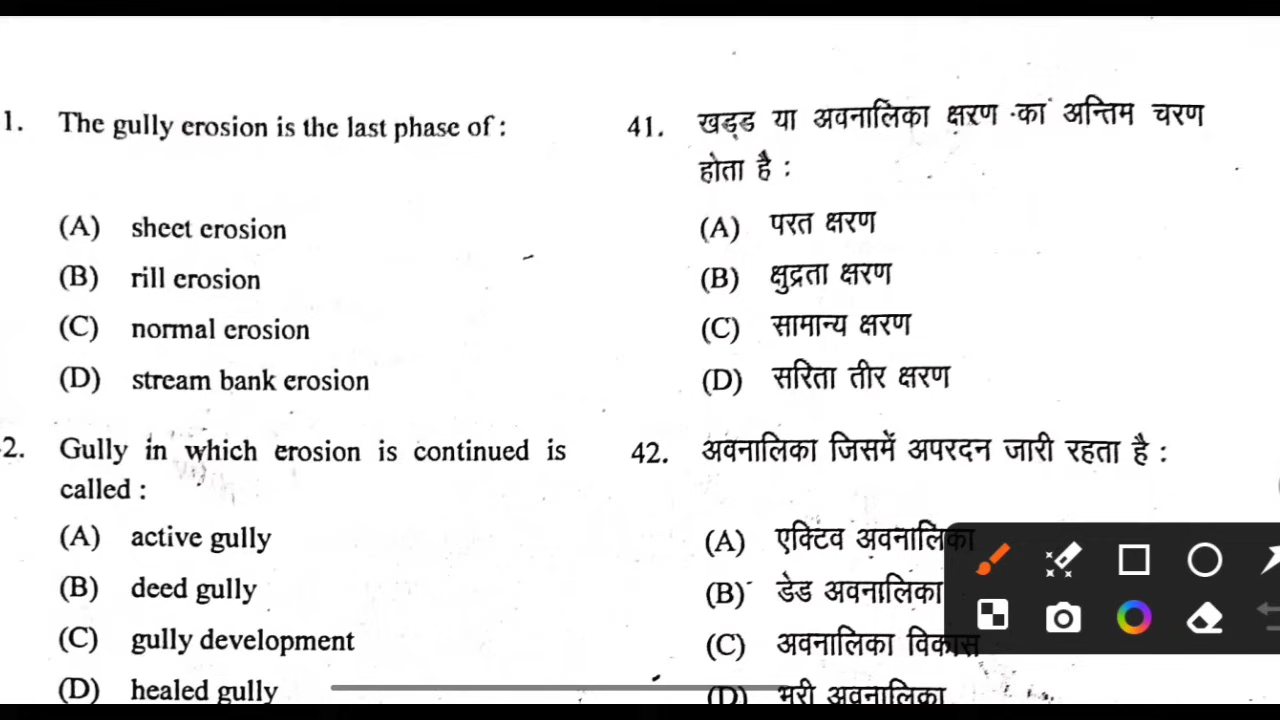 1. The gully erosion is the last phase of :
(A) sheet erosion
(B) rill erosion
(C) normal erosion
(D) stream bank erosion
2. Gully in which erosion is continued is
called :
(A) active gully
(B) deed gully
(C) gully development
(D) healed gully
41. खड्ड या अवनालिका क्षरण का अन्तिम चरण
होता है :
(A) परत क्षरण
(B) क्षुद्रता क्षरण
(C) सामान्य क्षरण
(D) सरिता तीर क्षरण
42. अवनालिका जिसमें अपरदन जारी रहता है :
(A) एक्टिव अवनालिका
(B) डेड अवनालिका
(C) अवनालिका विकास
(D) भरी अवनालिका